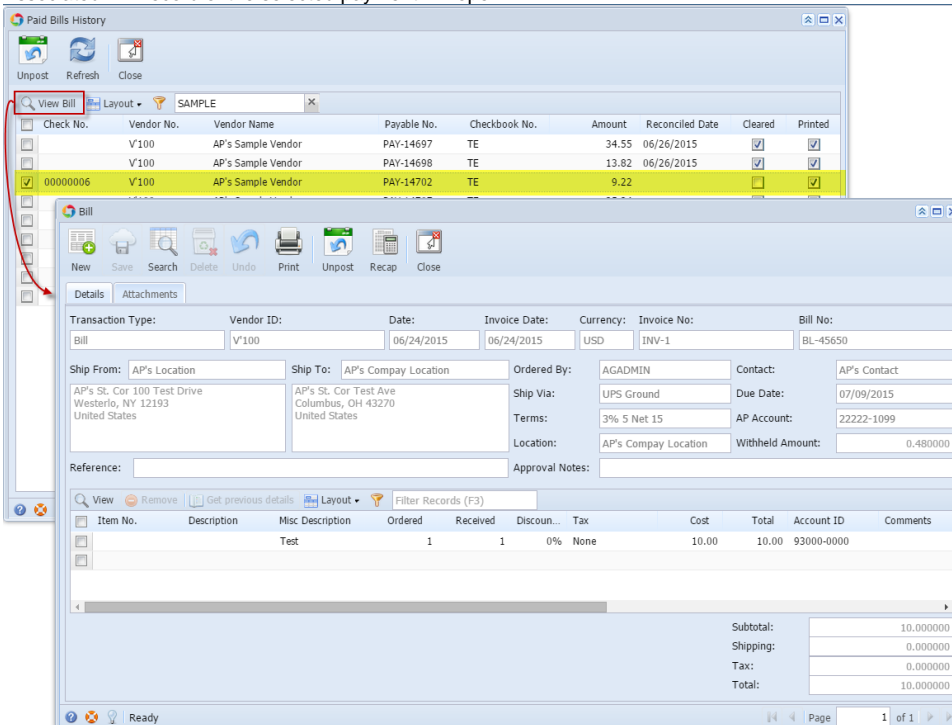 Paid Bills History
Unpost Refresh Close
View Bill Layout SAMPLE
Check No. Vendor No. Vendor Name Payable No. Checkbook No. Amount Reconciled Date Cleared Printed
V'100 AP's Sample Vendor PAY-14697 TE 34.55 06/26/2015
V'100 AP's Sample Vendor PAY-14698 TE 13.82 06/26/2015
00000006 V'100 AP's Sample Vendor PAY-14702 TE 9.22
Bill
New Save Search Delete Undo Print Unpost Recap Close
Details Attachments
Transaction Type: Vendor ID: Date: Invoice Date: Currency: Invoice No: Bill No:
Bill V'100 06/24/2015 06/24/2015 USD INV-1 BL-45650
Ship From: AP's Location Ship To: AP's Compay Location Ordered By: AGADMIN Contact: AP's Contact
AP's St. Cor 100 Test Drive AP's St. Cor Test Ave Ship Via: UPS Ground Due Date: 07/09/2015
Westerlo, NY 12193 Columbus, OH 43270
United States United States Terms: 3% 5 Net 15 AP Account: 22222-1099
Location: AP's Compay Location Withheld Amount: 0.480000
Reference: Approval Notes:
View Remove Get previous details Layout Filter Records (F3)
Item No. Description Misc Description Ordered Received Discoun... Tax Cost Total Account ID Comments
Test 1 1 0% None 10.00 10.00 93000-0000
Subtotal: 10.000000
Shipping: 0.000000
Tax: 0.000000
Total: 10.000000
Ready Page 1 of 1